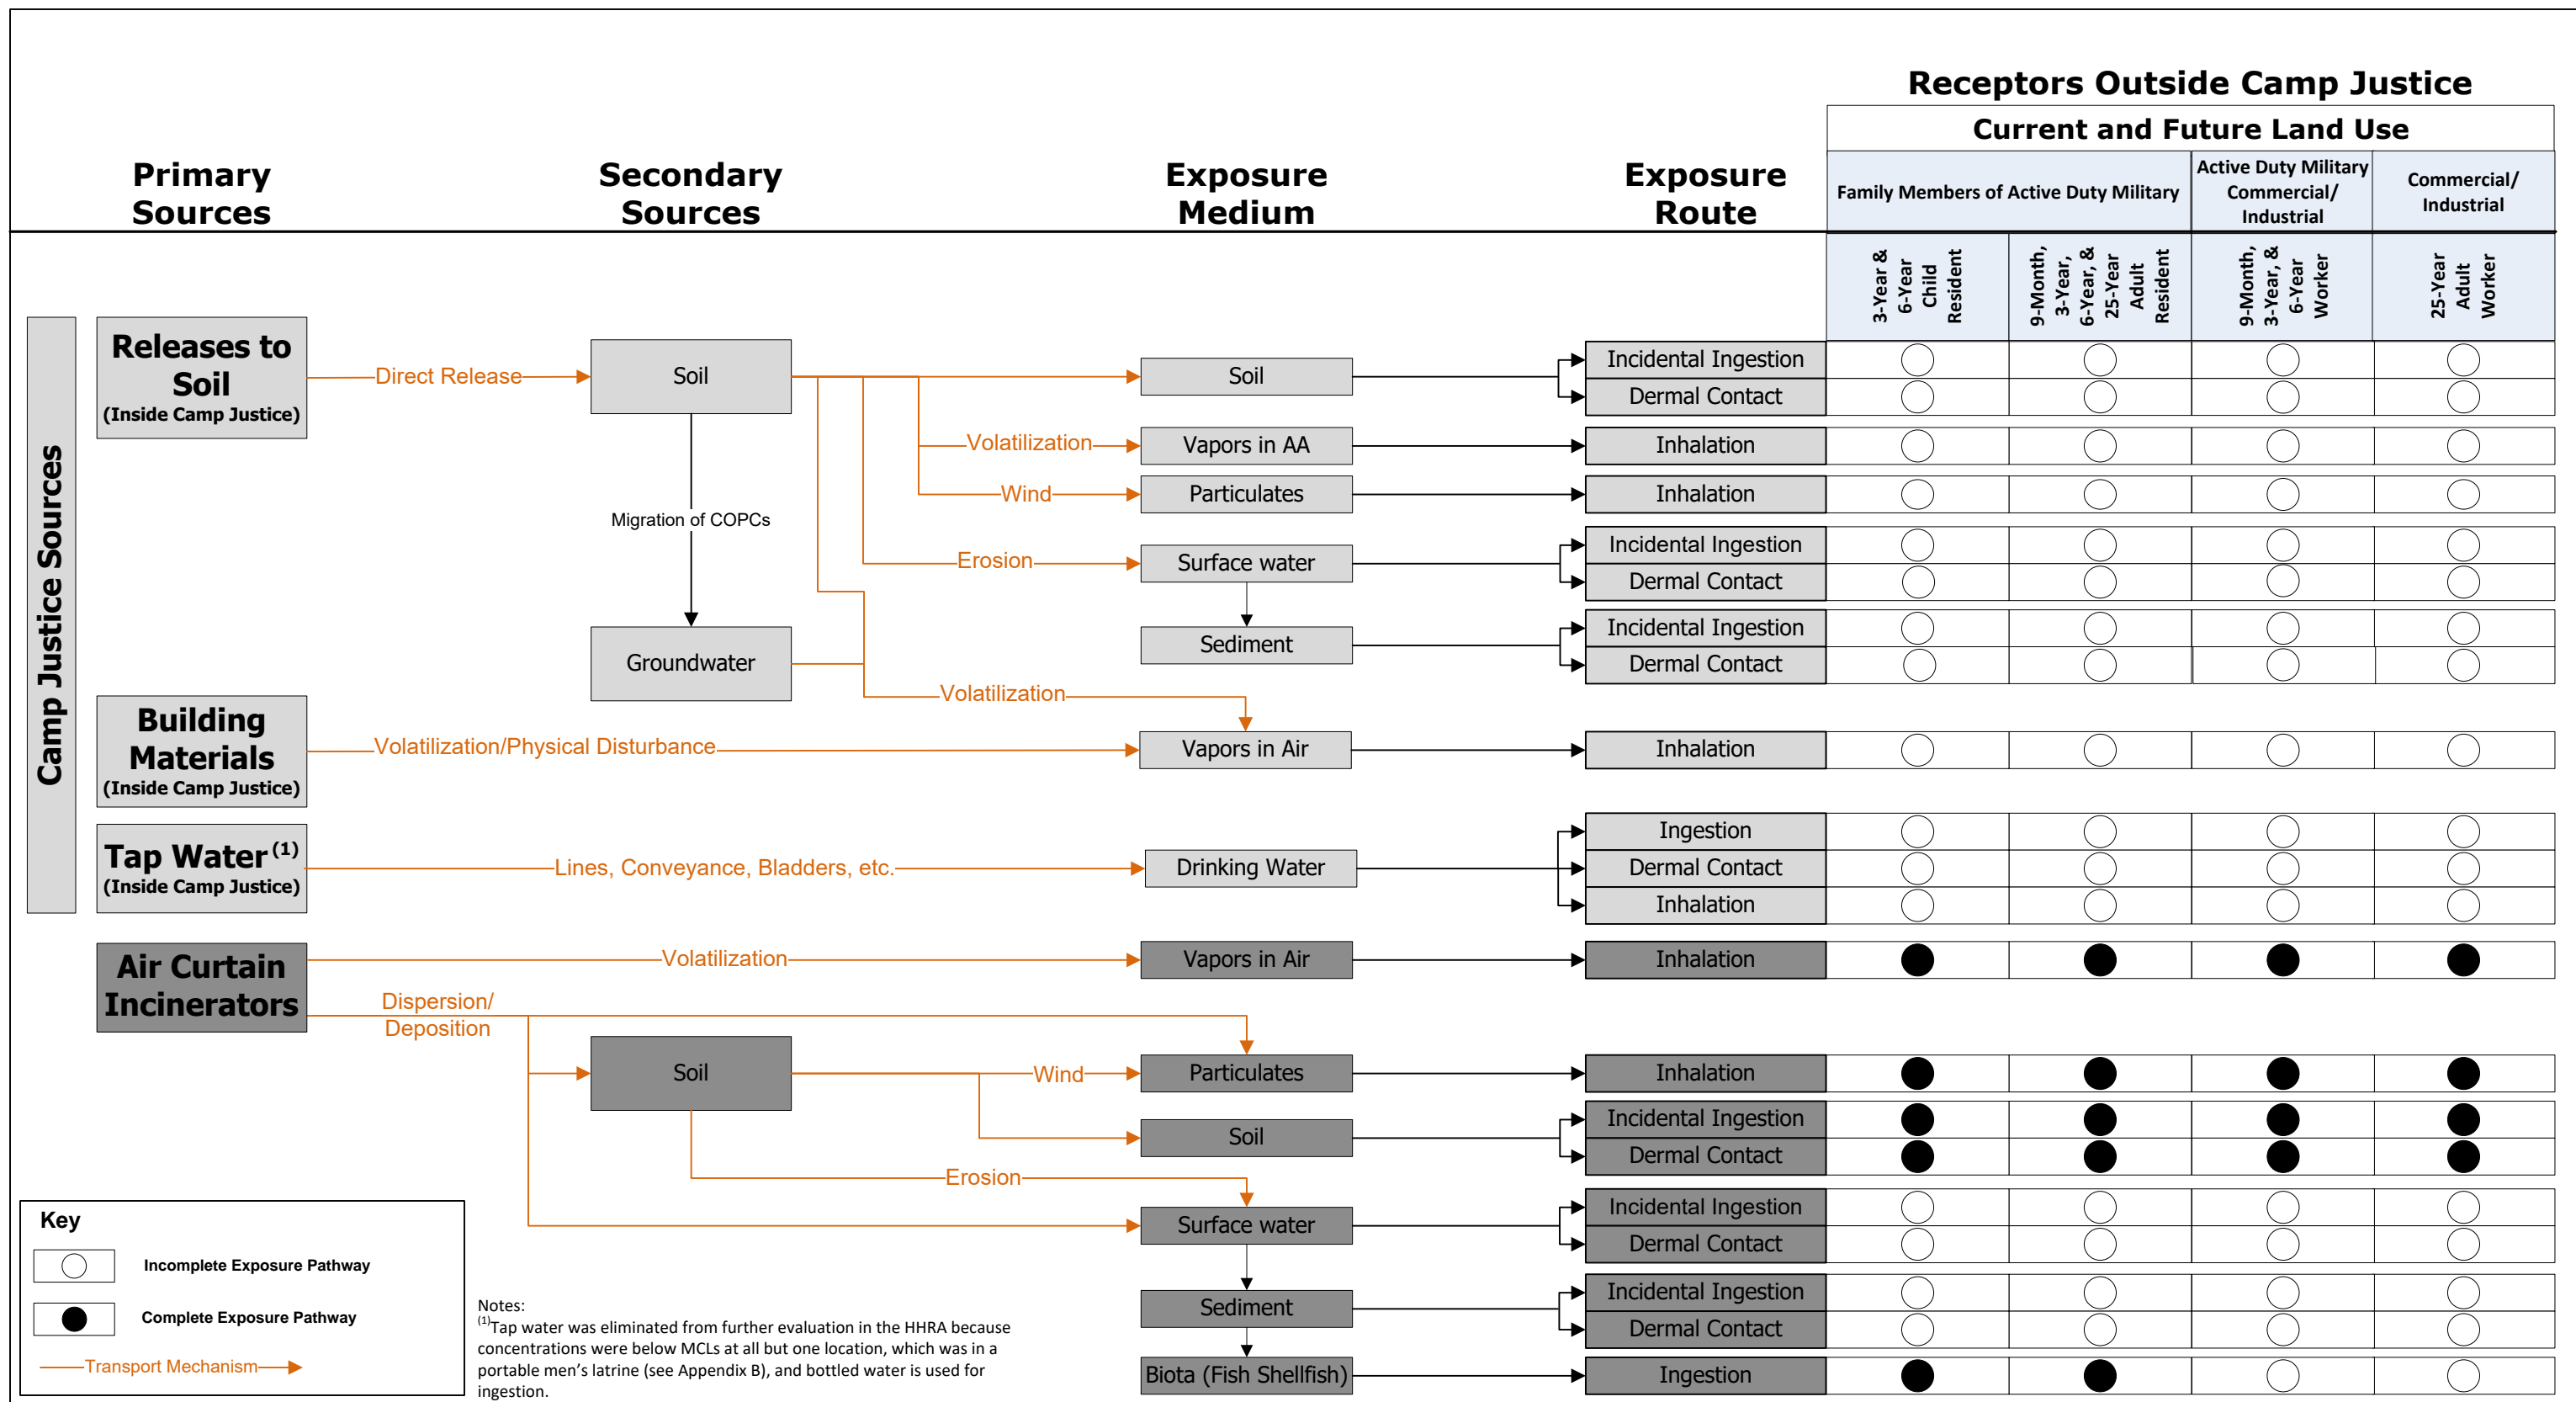 Receptors Outside Camp Justice
Current and Future Land Use
Primary
Sources
Secondary
Sources
Exposure
Medium
Exposure
Route
Family Members of Active Duty Military
Active Duty Military
Commercial/
Industrial
Commercial/
Industrial
3-Year &
6-Year
Child
Resident
9-Month,
3-Year,
6-Year, &
25-Year
Adult
Resident
9-Month,
3-Year, &
6-Year
Worker
25-Year
Adult
Worker
Camp Justice Sources
Releases to
Soil
(Inside Camp Justice)
Direct Release
Soil
Soil
Incidental Ingestion
Dermal Contact
Volatilization
Vapors in AA
Inhalation
Wind
Particulates
Inhalation
Migration of COPCs
Erosion
Surface water
Incidental Ingestion
Dermal Contact
Groundwater
Sediment
Incidental Ingestion
Dermal Contact
Volatilization
Building
Materials
(Inside Camp Justice)
Volatilization/Physical Disturbance
Vapors in Air
Inhalation
Tap Water (1)
(Inside Camp Justice)
Lines, Conveyance, Bladders, etc.
Drinking Water
Ingestion
Dermal Contact
Inhalation
Air Curtain
Incinerators
Volatilization
Vapors in Air
Inhalation
Dispersion/
Deposition
Soil
Wind
Particulates
Inhalation
Soil
Incidental Ingestion
Dermal Contact
Erosion
Surface water
Incidental Ingestion
Dermal Contact
Sediment
Incidental Ingestion
Dermal Contact
Biota (Fish Shellfish)
Ingestion
Key
Incomplete Exposure Pathway
Complete Exposure Pathway
Transport Mechanism
Notes:
(1)Tap water was eliminated from further evaluation in the HHRA because
concentrations were below MCLs at all but one location, which was in a
portable men’s latrine (see Appendix B), and bottled water is used for
ingestion.